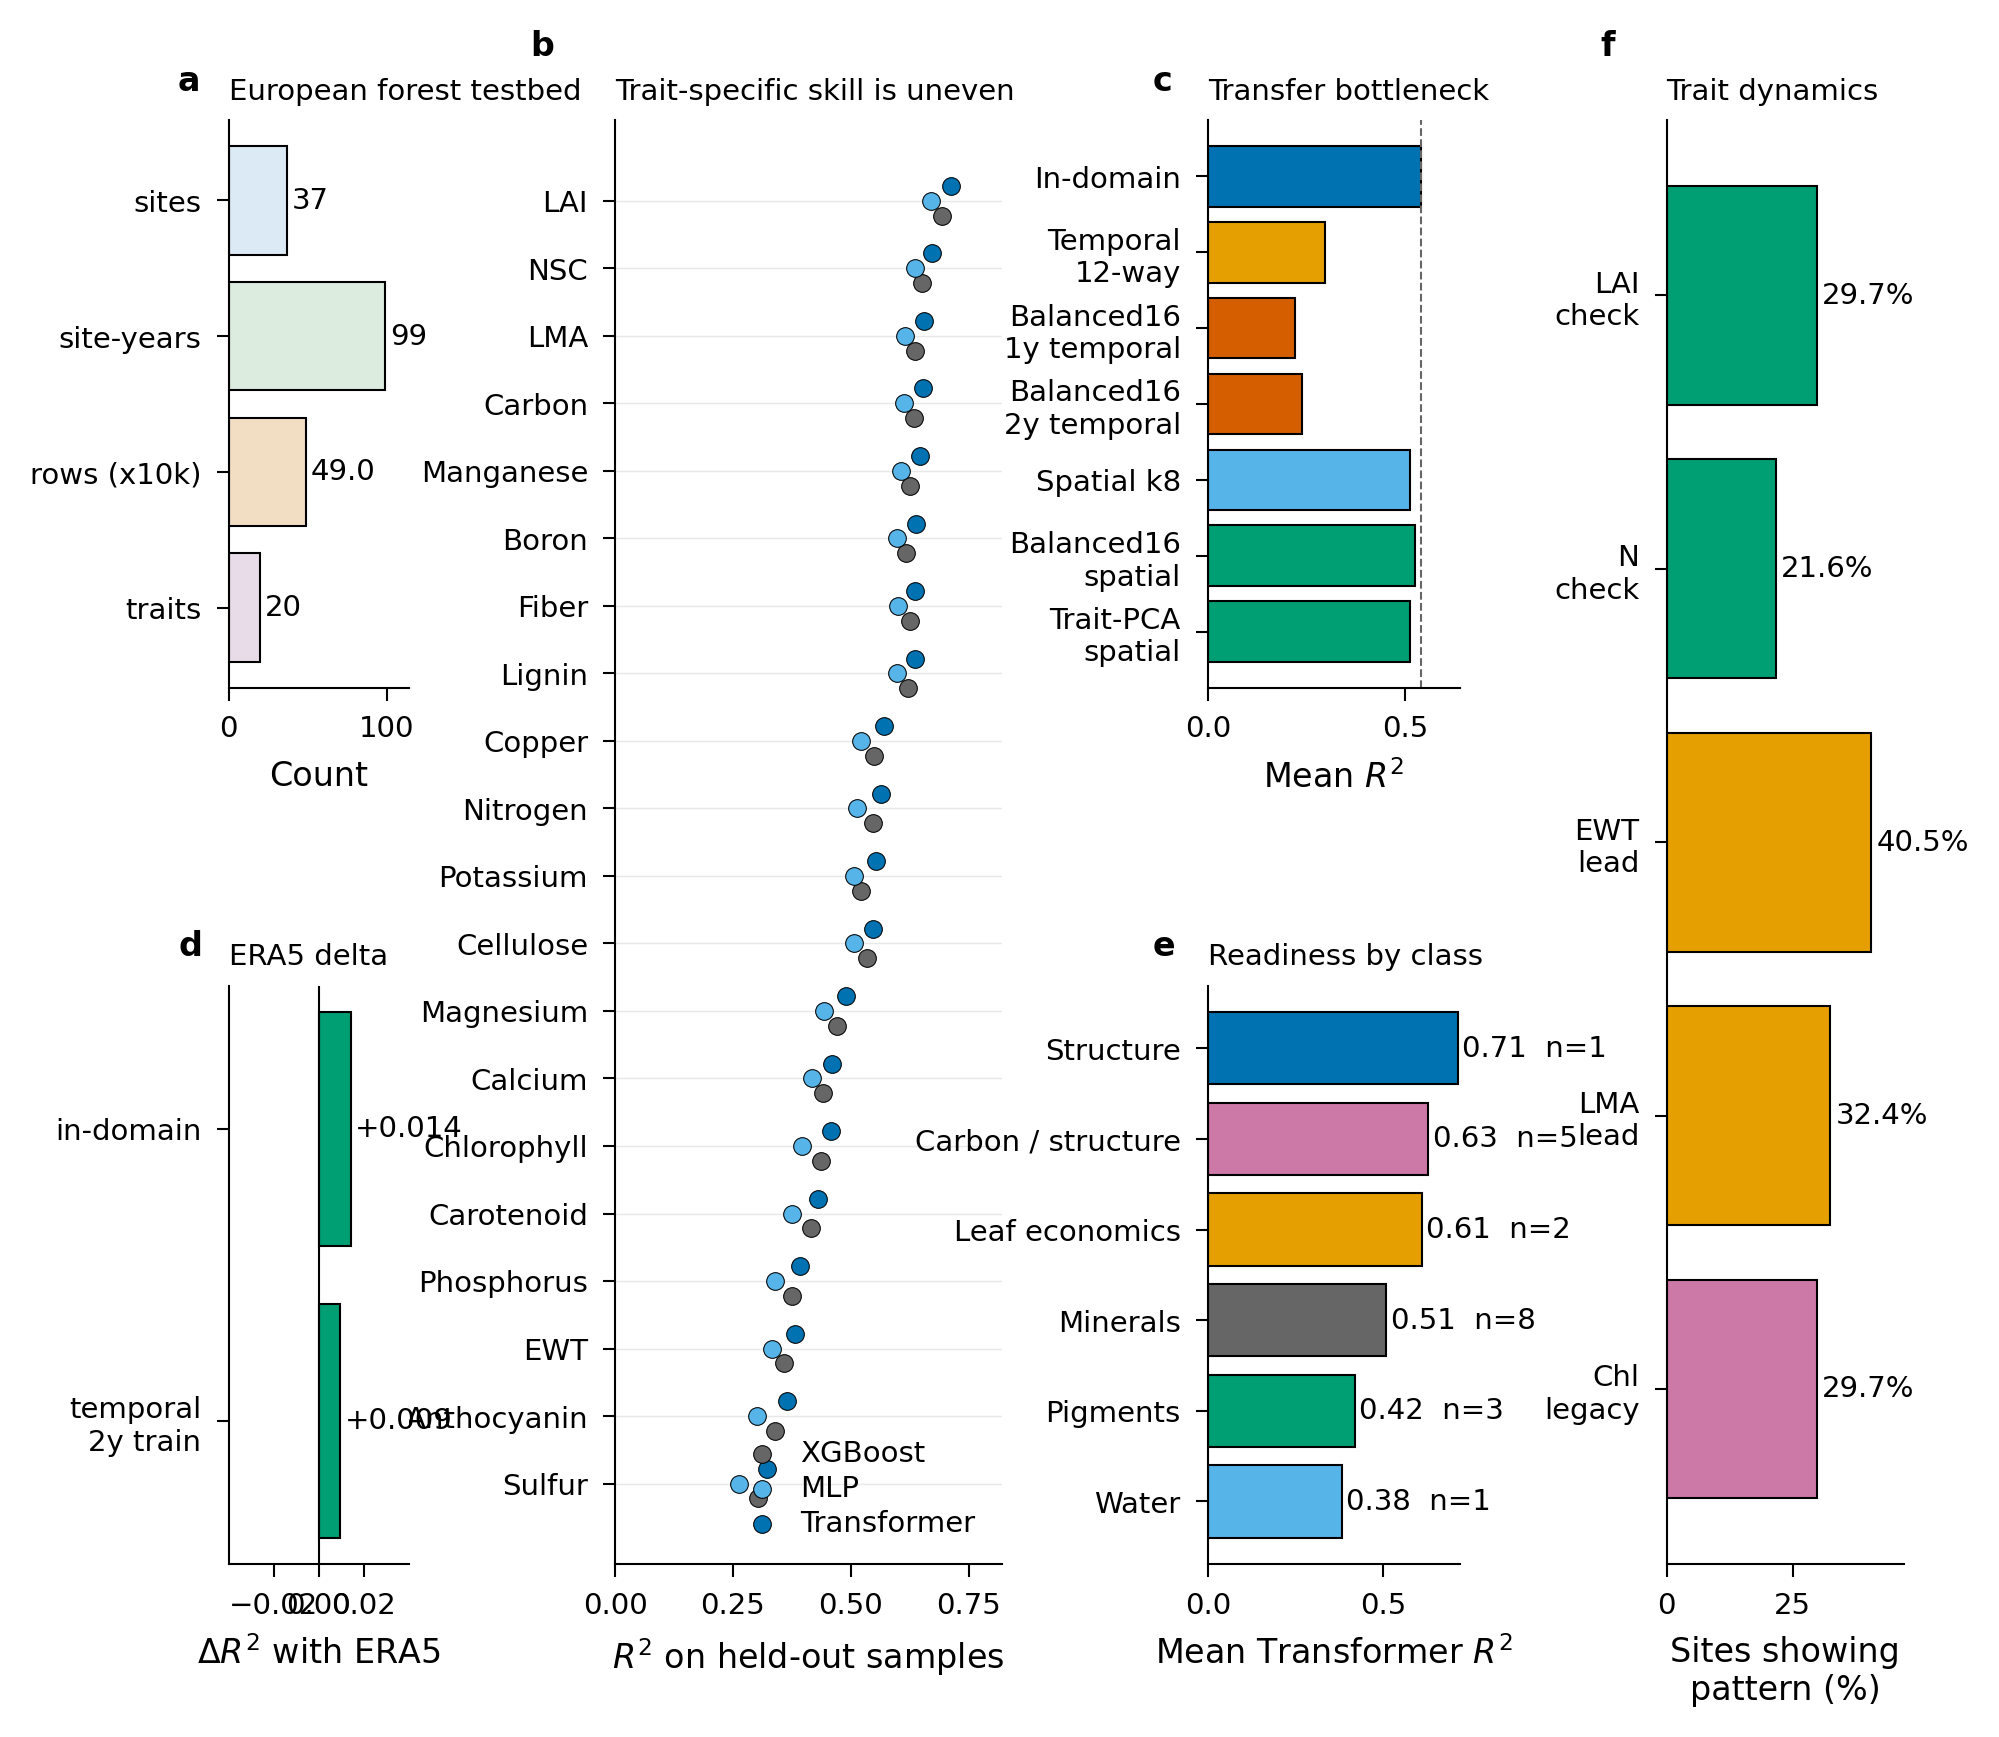 a
European forest testbed
sites
37
site-years
99
rows (x10k)
49.0
traits
20
0
100
Count
b
Trait-specific skill is uneven
LAI
NSC
LMA
Carbon
Manganese
Boron
Fiber
Lignin
Copper
Nitrogen
Potassium
Cellulose
Magnesium
Calcium
Chlorophyll
Carotenoid
Phosphorus
EWT
Anthocyanin
Sulfur
XGBoost
MLP
Transformer
0.00
0.25
0.50
0.75
R² on held-out samples
c
Transfer bottleneck
In-domain
Temporal
12-way
Balanced16
1y temporal
Balanced16
2y temporal
Spatial k8
Balanced16
spatial
Trait-PCA
spatial
0.0
0.5
Mean R²
d
ERA5 delta
in-domain
+0.014
temporal
2y train
+0.009
−0.02
0.00
0.02
ΔR² with ERA5
e
Readiness by class
Structure
0.71 n=1
Carbon / structure
0.63 n=5
Leaf economics
0.61 n=2
Minerals
0.51 n=8
Pigments
0.42 n=3
Water
0.38 n=1
0.0
0.5
Mean Transformer R²
f
Trait dynamics
LAI
check
29.7%
N
check
21.6%
EWT
lead
40.5%
LMA
lead
32.4%
Chl
legacy
29.7%
0
25
Sites showing
pattern (%)